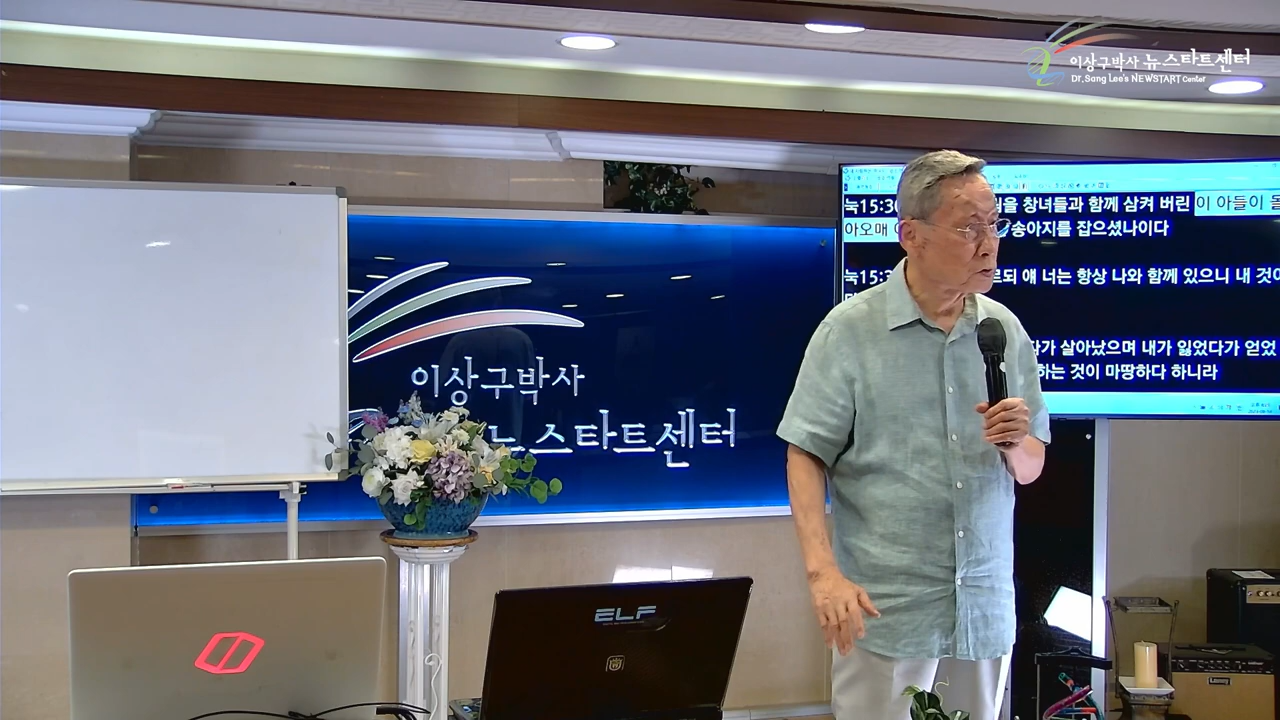 이상구박사 뉴스타트센터
Dr. Sang Lee's NEWSTART Center
눅15:30
을 창녀들과 함께 삼켜 버린 이 아들이 돌
아오매
송아지를 잡으셨나이다
눅15:3
르되 얘 너는 항상 나와 함께 있으니 내 것이
다가 살아났으며 내가 잃었다가 얻었
하는 것이 마땅하다 하니라
이상구박사
뉴스타트센터
ELF
Laney